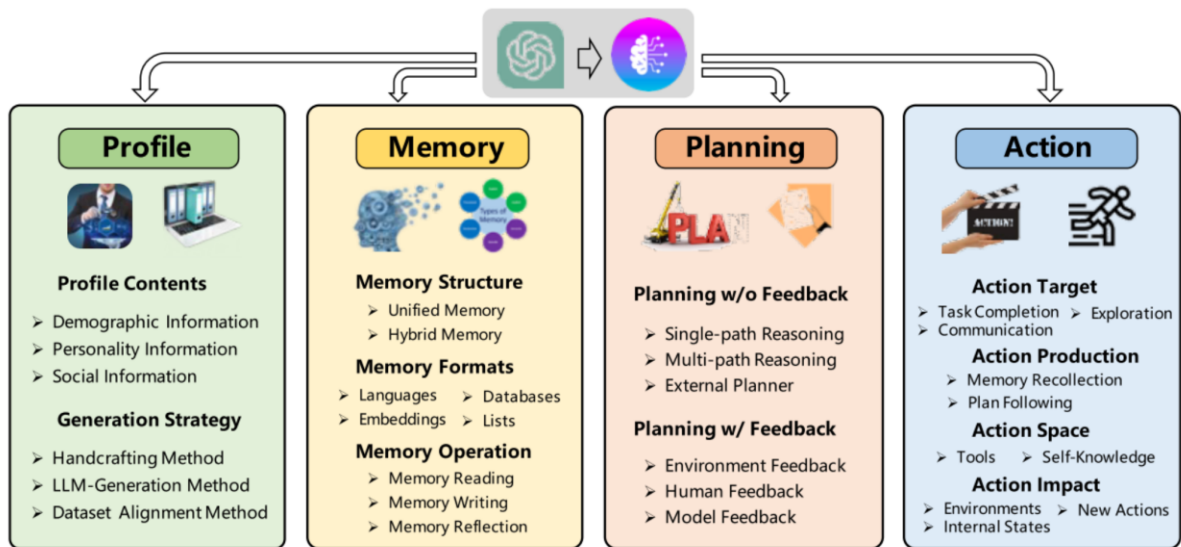 Profile
Profile Contents
➢ Demographic Information
➢ Personality Information
➢ Social Information
Generation Strategy
➢ Handcrafting Method
➢ LLM-Generation Method
➢ Dataset Alignment Method
Memory
Types of
Memory
Memory Structure
➢ Unified Memory
➢ Hybrid Memory
Memory Formats
➢ Languages ➢ Databases
➢ Embeddings ➢ Lists
Memory Operation
➢ Memory Reading
➢ Memory Writing
➢ Memory Reflection
Planning
PLAN
Planning w/o Feedback
➢ Single-path Reasoning
➢ Multi-path Reasoning
➢ External Planner
Planning w/ Feedback
➢ Environment Feedback
➢ Human Feedback
➢ Model Feedback
Action
ACTION!
Action Target
➢ Task Completion ➢ Exploration
➢ Communication
Action Production
➢ Memory Recollection
➢ Plan Following
Action Space
➢ Tools ➢ Self-Knowledge
Action Impact
➢ Environments ➢ New Actions
➢ Internal States